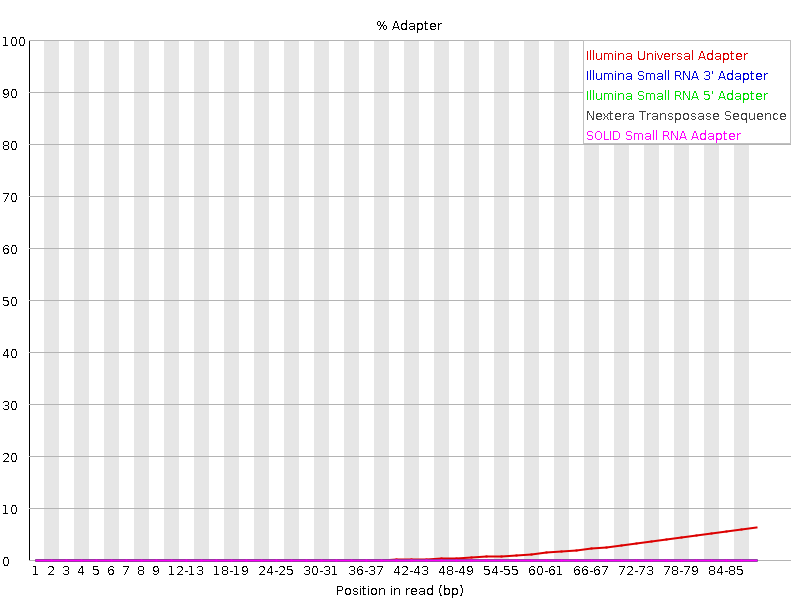 % Adapter
100
90
80
70
60
50
40
30
20
10
0
Illumina Universal Adapter
Illumina Small RNA 3' Adapter
Illumina Small RNA 5' Adapter
Nextera Transposase Sequence
SOLID Small RNA Adapter
1 2 3 4 5 6 7 8 9 12-13 18-19 24-25 30-31 36-37 42-43 48-49 54-55 60-61 66-67 72-73 78-79 84-85
Position in read (bp)